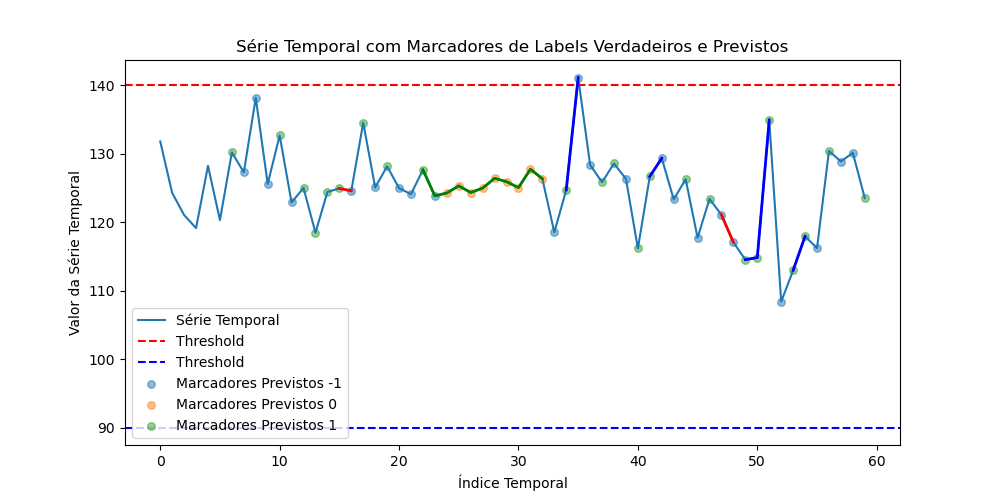 Série Temporal com Marcadores de Labels Verdadeiros e Previstos
Valor da Série Temporal
140
130
120
110
100
90
Série Temporal
Threshold
Threshold
Marcadores Previstos -1
Marcadores Previstos 0
Marcadores Previstos 1
0 10 20 30 40 50 60
Índice Temporal